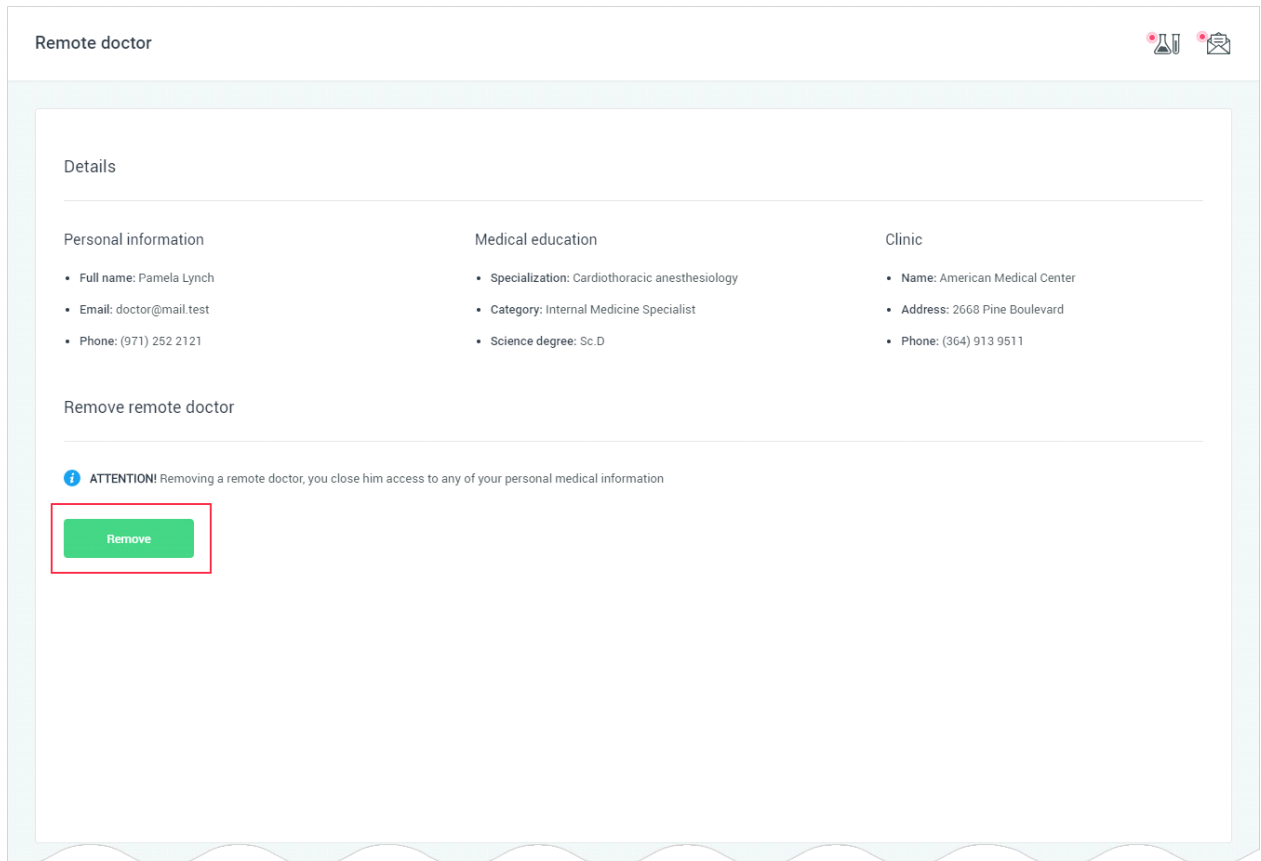 Remote doctor
Details
Personal information
• Full name: Pamela Lynch
• Email: doctor@mail.test
• Phone: (971) 252 2121
Medical education
• Specialization: Cardiothoracic anesthesiology
• Category: Internal Medicine Specialist
• Science degree: Sc.D
Clinic
• Name: American Medical Center
• Address: 2668 Pine Boulevard
• Phone: (364) 913 9511
Remove remote doctor
ATTENTION! Removing a remote doctor, you close him access to any of your personal medical information
Remove